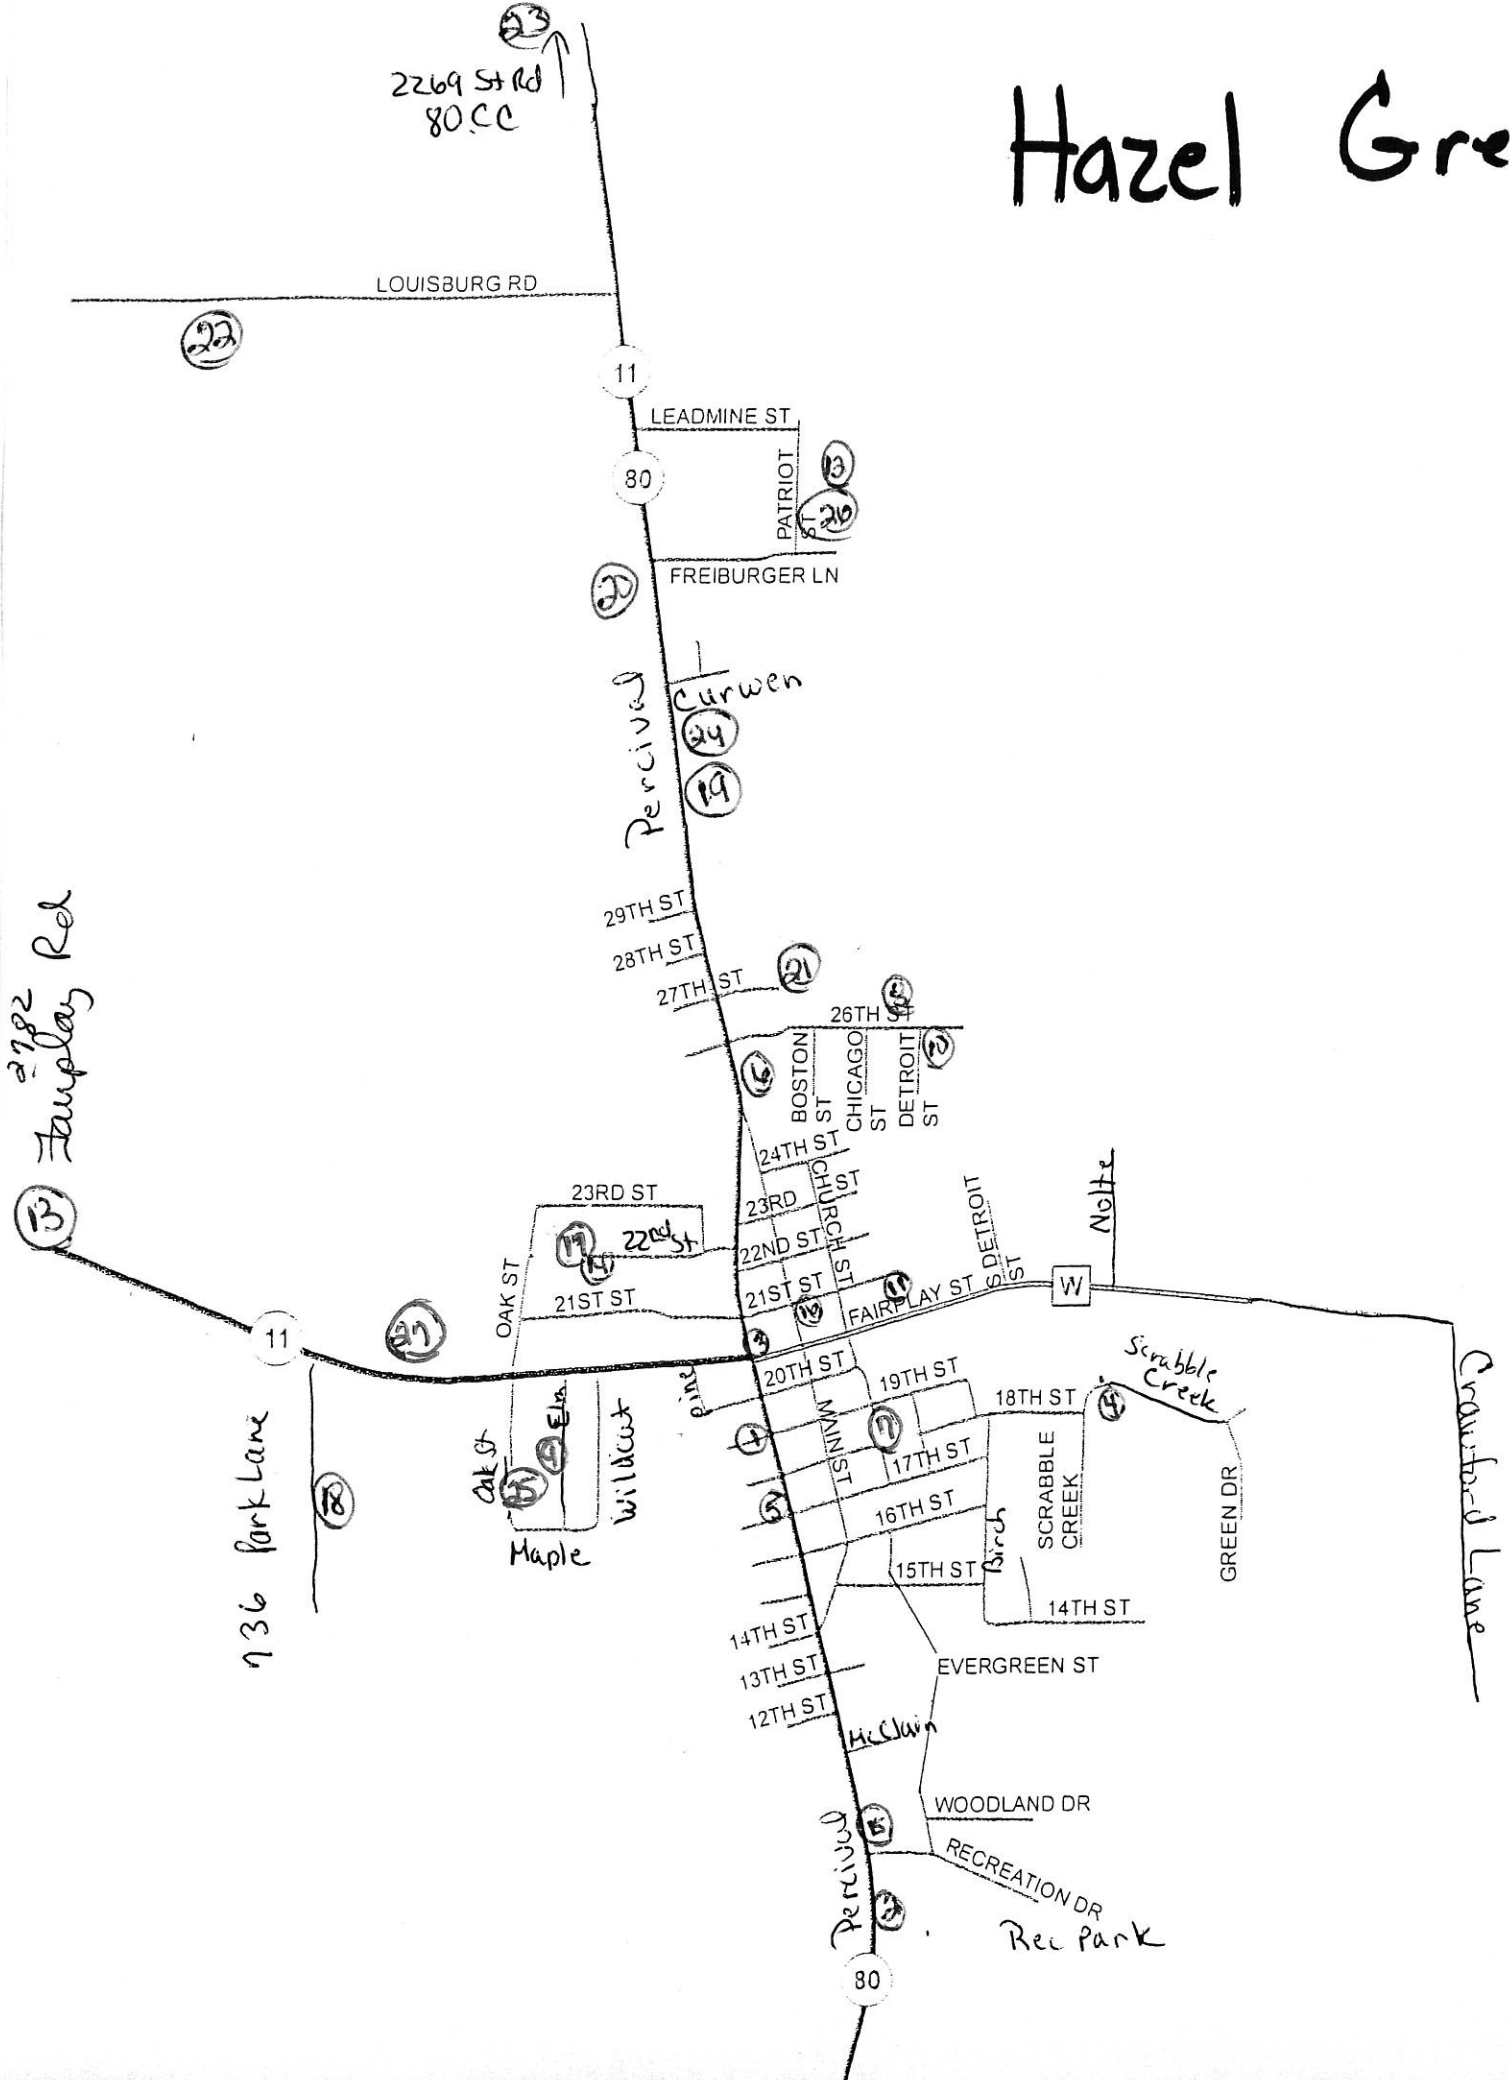 23
2269 St Rd
80.CC
Hazel Gre
LOUISBURG RD
22
11
LEADMINE ST
80
PATRIOT
ST
13
26
FREIBURGER LN
20
Percival
Curwen
24
19
29TH ST
28TH ST
27TH ST
21
26TH ST
BOSTON
ST
CHICAGO
ST
DETROIT
ST
10
6
2782
Fairplay Rd
13
24TH ST
CHURCH ST
23RD ST
23RD ST
17
22nd St
14
22ND ST
OAK ST
21ST ST
21ST ST
16
11
FAIRPLAY ST
S DETROIT
ST
Nolte
W
11
27
3
20TH ST
Pine
19TH ST
18TH ST
4
Scrabble
Creek
Crawford Lane
736 Park Lane
18
Oak St
25
9
Elm
Wildcut
Maple
1
MAIN ST
7
17TH ST
5
16TH ST
SCRABBLE
CREEK
GREEN DR
Birch
15TH ST
14TH ST
14TH ST
13TH ST
EVERGREEN ST
12TH ST
McClain
WOODLAND DR
Percival
RECREATION DR
Rec Park
80